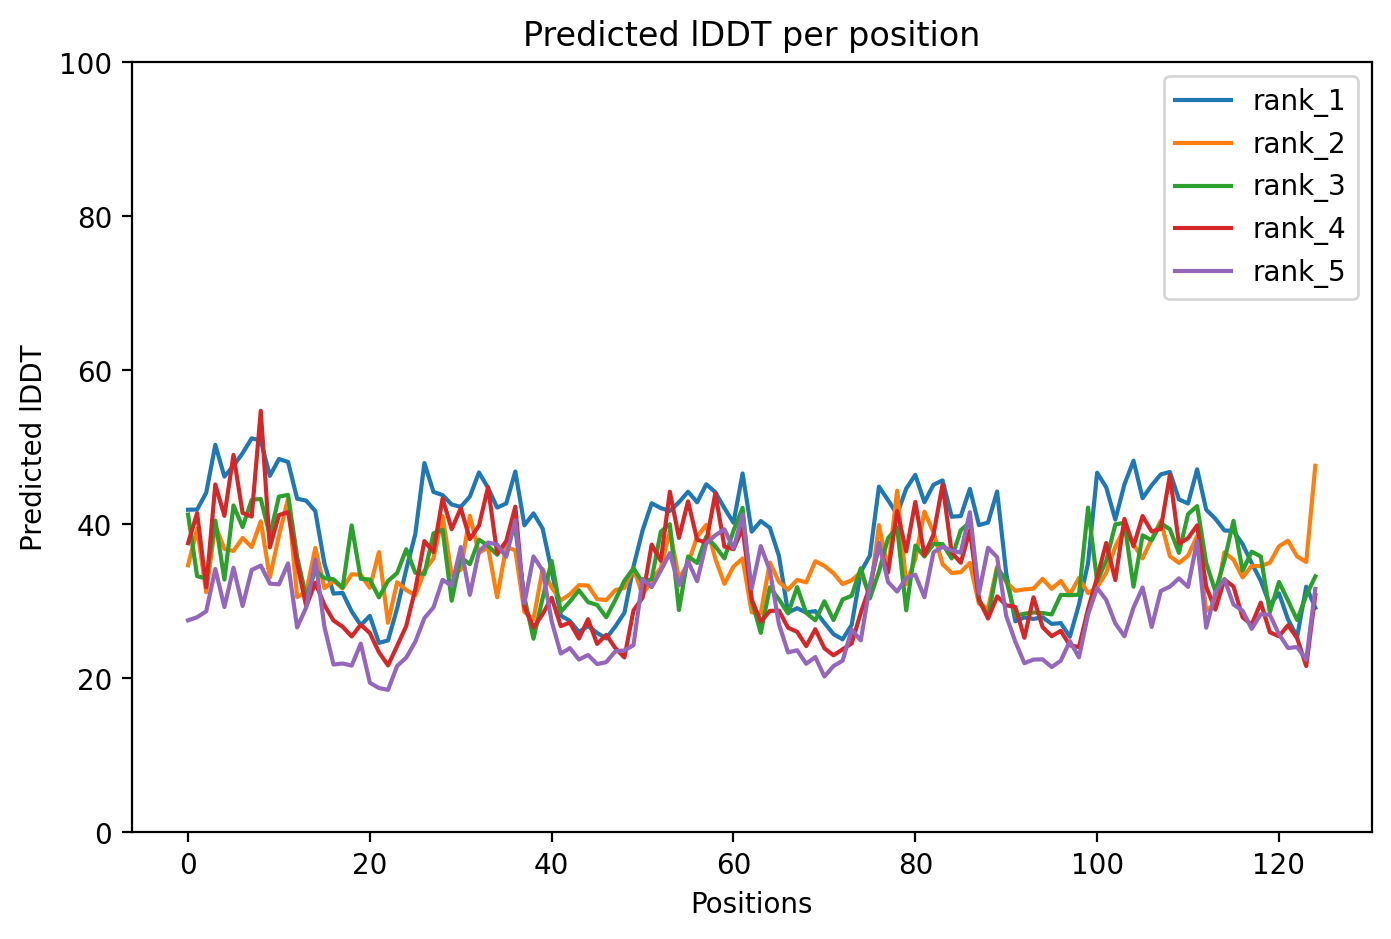 Predicted lDDT per position
100
80
60
40
20
0
Predicted lDDT
rank_1
rank_2
rank_3
rank_4
rank_5
0 20 40 60 80 100 120
Positions